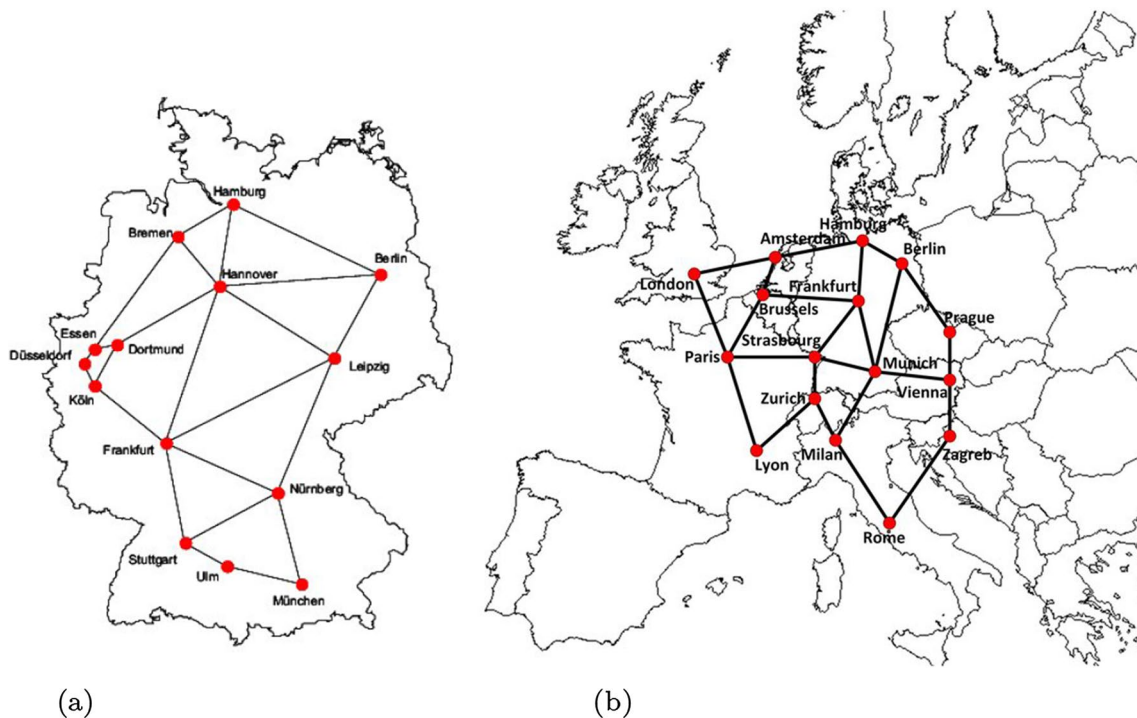 Hamburg
Bremen
Berlin
Hannover
Essen
Dortmund
Düsseldorf
Leipzig
Köln
Frankfurt
Nürnberg
Stuttgart
Ulm
München
(a)
Hamburg
Amsterdam
Berlin
London
Frankfurt
Brussels
Prague
Strasbourg
Paris
Munich
Vienna
Zurich
Lyon
Milan
Zagreb
Rome
(b)